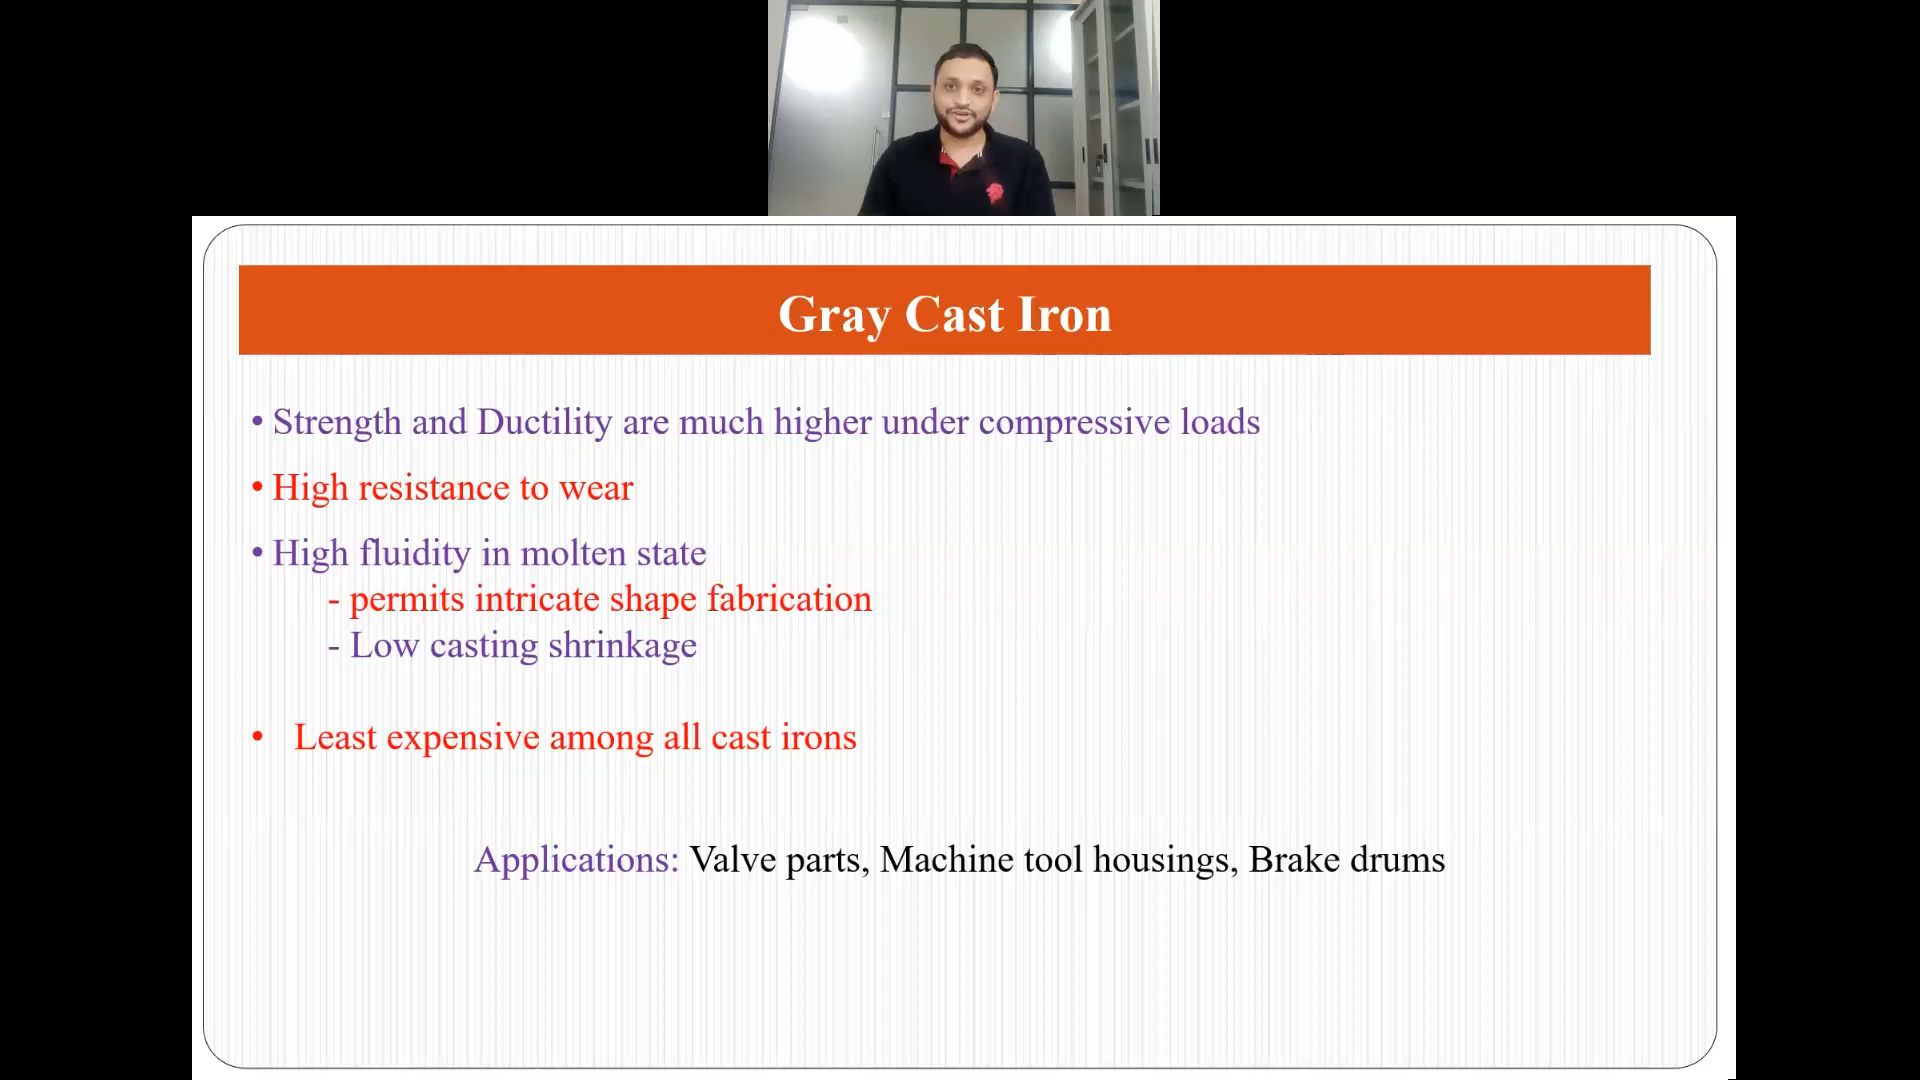 Gray Cast Iron
• Strength and Ductility are much higher under compressive loads
• High resistance to wear
• High fluidity in molten state
- permits intricate shape fabrication
- Low casting shrinkage
• Least expensive among all cast irons
Applications: Valve parts, Machine tool housings, Brake drums